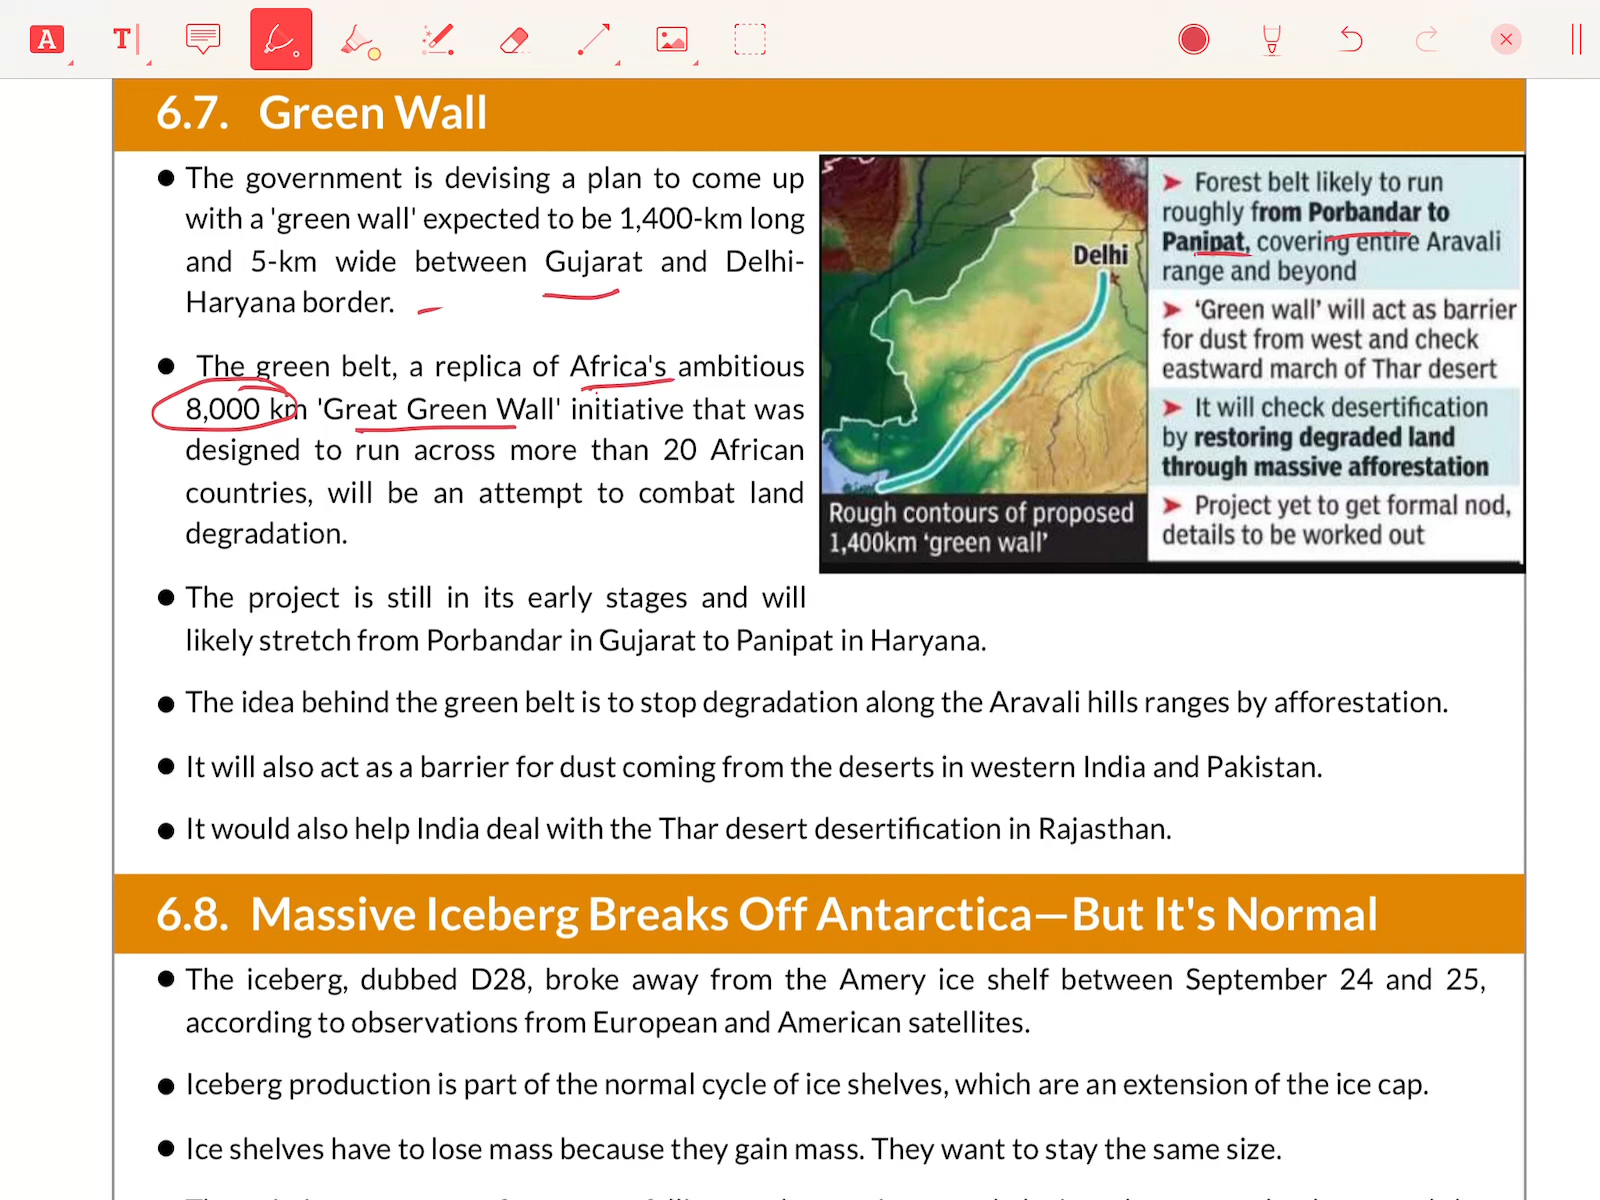 A T
6.7. Green Wall
● The government is devising a plan to come up
with a 'green wall' expected to be 1,400-km long
and 5-km wide between Gujarat and Delhi-
Haryana border.
● The green belt, a replica of Africa's ambitious
8,000 km 'Great Green Wall' initiative that was
designed to run across more than 20 African
countries, will be an attempt to combat land
degradation.
Delhi
Rough contours of proposed
1,400km 'green wall'
➤ Forest belt likely to run
roughly from Porbandar to
Panipat, covering entire Aravali
range and beyond
➤ 'Green wall' will act as barrier
for dust from west and check
eastward march of Thar desert
➤ It will check desertification
by restoring degraded land
through massive afforestation
➤ Project yet to get formal nod,
details to be worked out
● The project is still in its early stages and will
likely stretch from Porbandar in Gujarat to Panipat in Haryana.
● The idea behind the green belt is to stop degradation along the Aravali hills ranges by afforestation.
● It will also act as a barrier for dust coming from the deserts in western India and Pakistan.
● It would also help India deal with the Thar desert desertification in Rajasthan.
6.8. Massive Iceberg Breaks Off Antarctica—But It's Normal
● The iceberg, dubbed D28, broke away from the Amery ice shelf between September 24 and 25,
according to observations from European and American satellites.
● Iceberg production is part of the normal cycle of ice shelves, which are an extension of the ice cap.
● Ice shelves have to lose mass because they gain mass. They want to stay the same size.